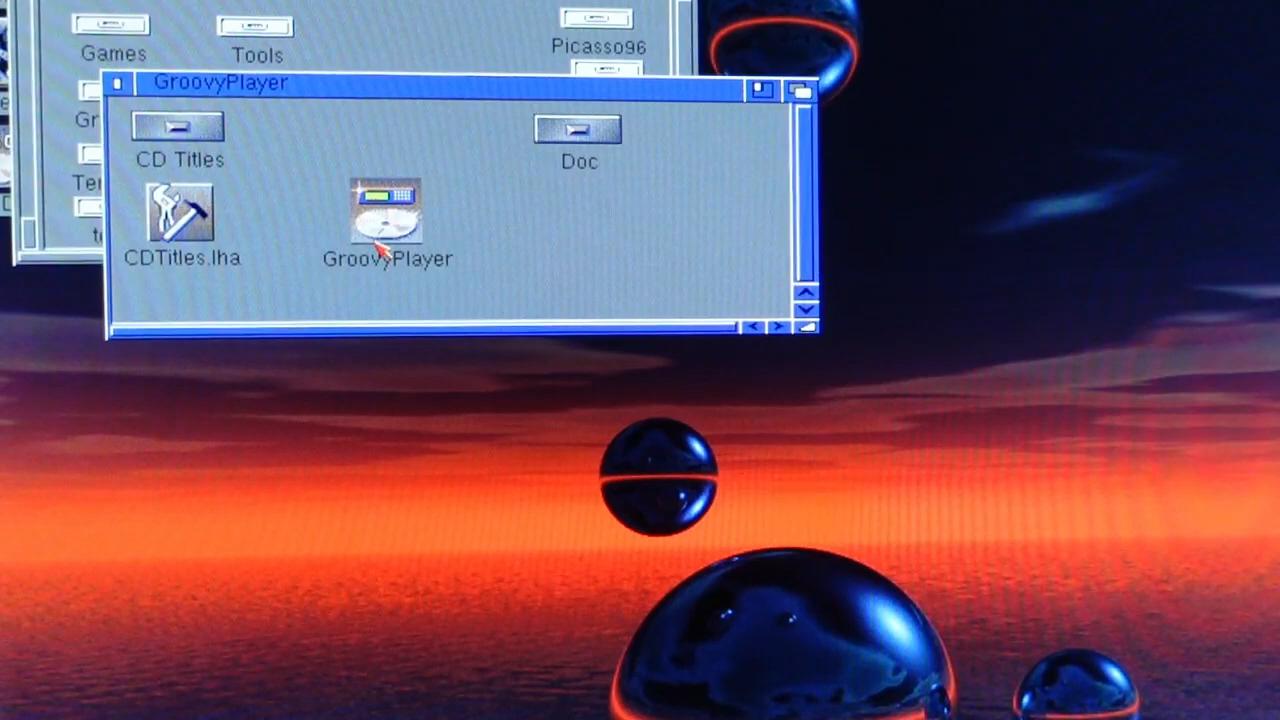 Games
Tools
Picasso96
GroovyPlayer
CD Titles
Doc
CDTitles.lha
GroovyPlayer